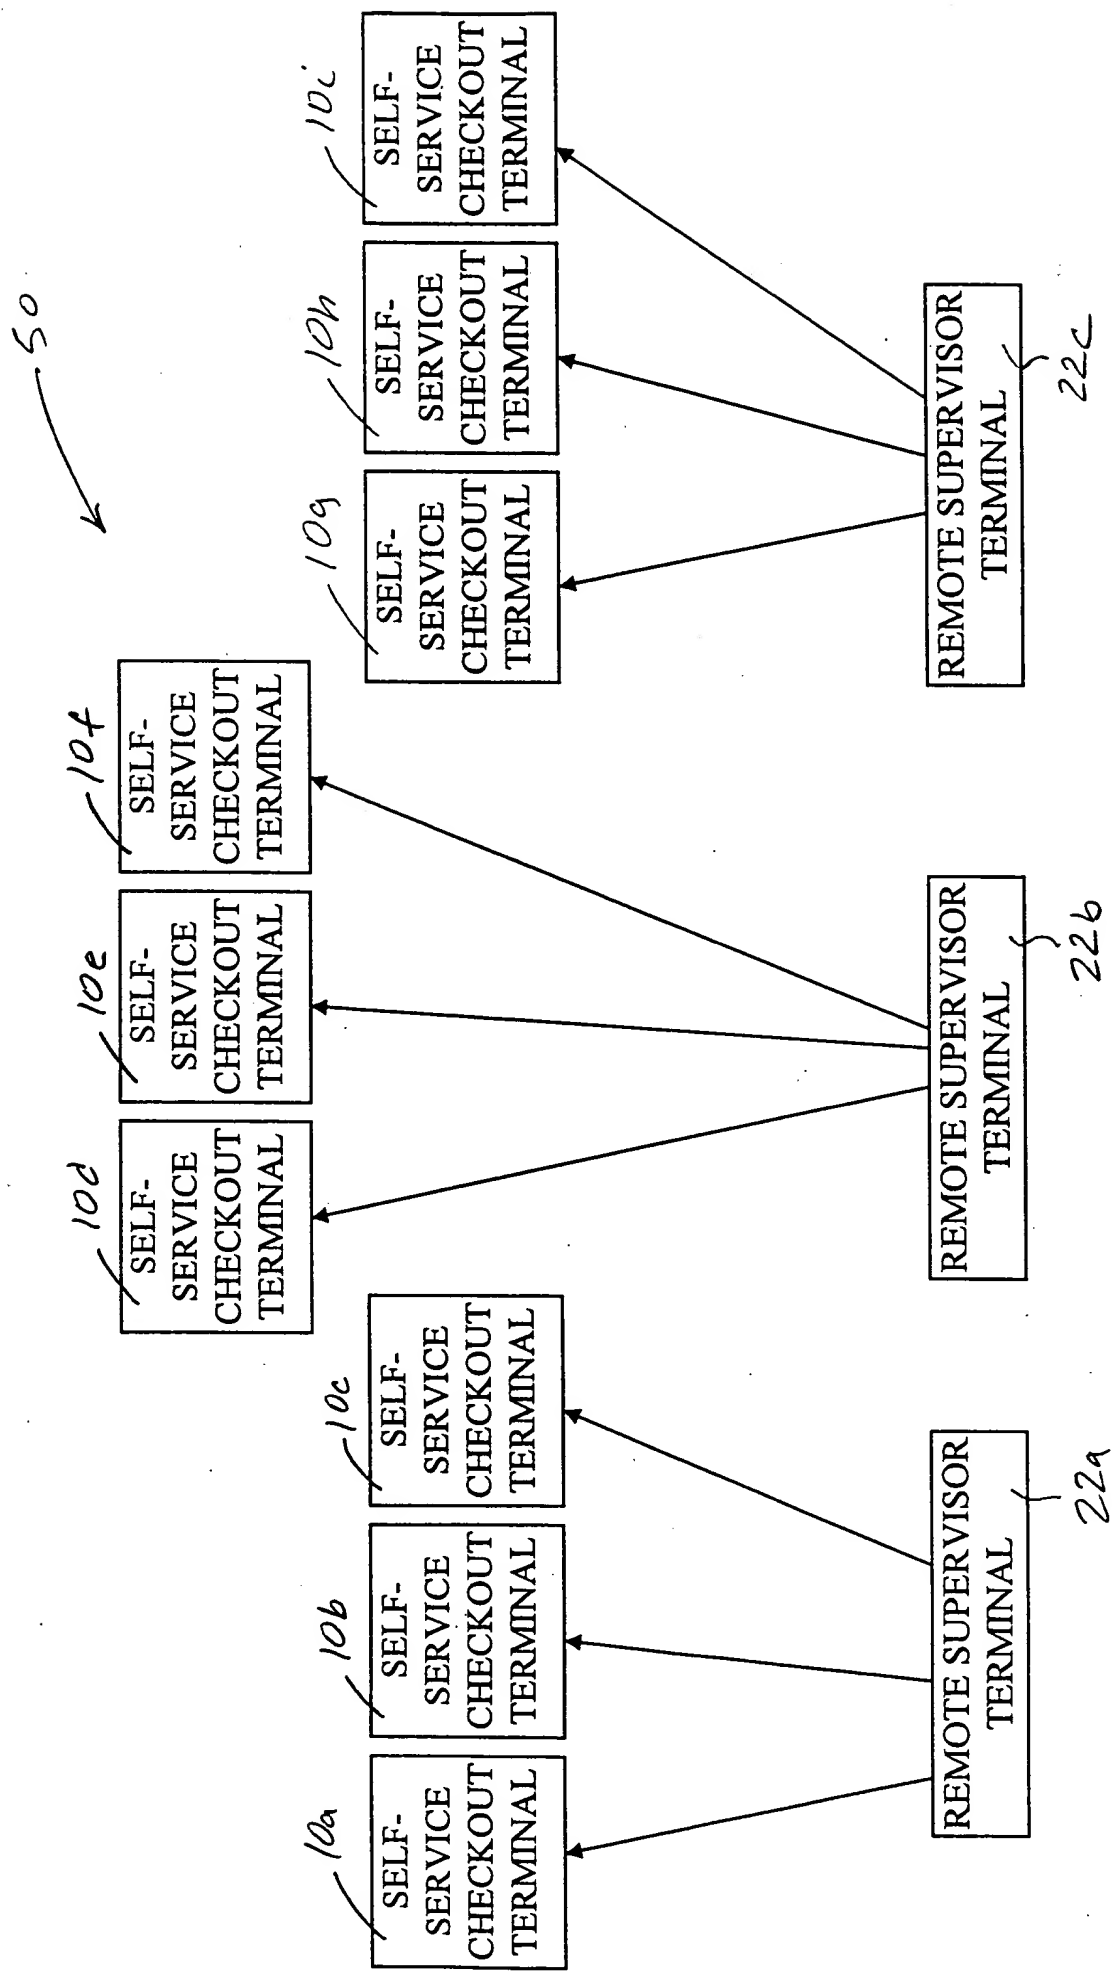 50
10a
SELF-
SERVICE
CHECKOUT
TERMINAL
10b
SELF-
SERVICE
CHECKOUT
TERMINAL
10c
SELF-
SERVICE
CHECKOUT
TERMINAL
10d
SELF-
SERVICE
CHECKOUT
TERMINAL
10e
SELF-
SERVICE
CHECKOUT
TERMINAL
10f
SELF-
SERVICE
CHECKOUT
TERMINAL
10g
SELF-
SERVICE
CHECKOUT
TERMINAL
10h
SELF-
SERVICE
CHECKOUT
TERMINAL
10i
SELF-
SERVICE
CHECKOUT
TERMINAL
REMOTE SUPERVISOR
TERMINAL
22a
REMOTE SUPERVISOR
TERMINAL
22b
REMOTE SUPERVISOR
TERMINAL
22c